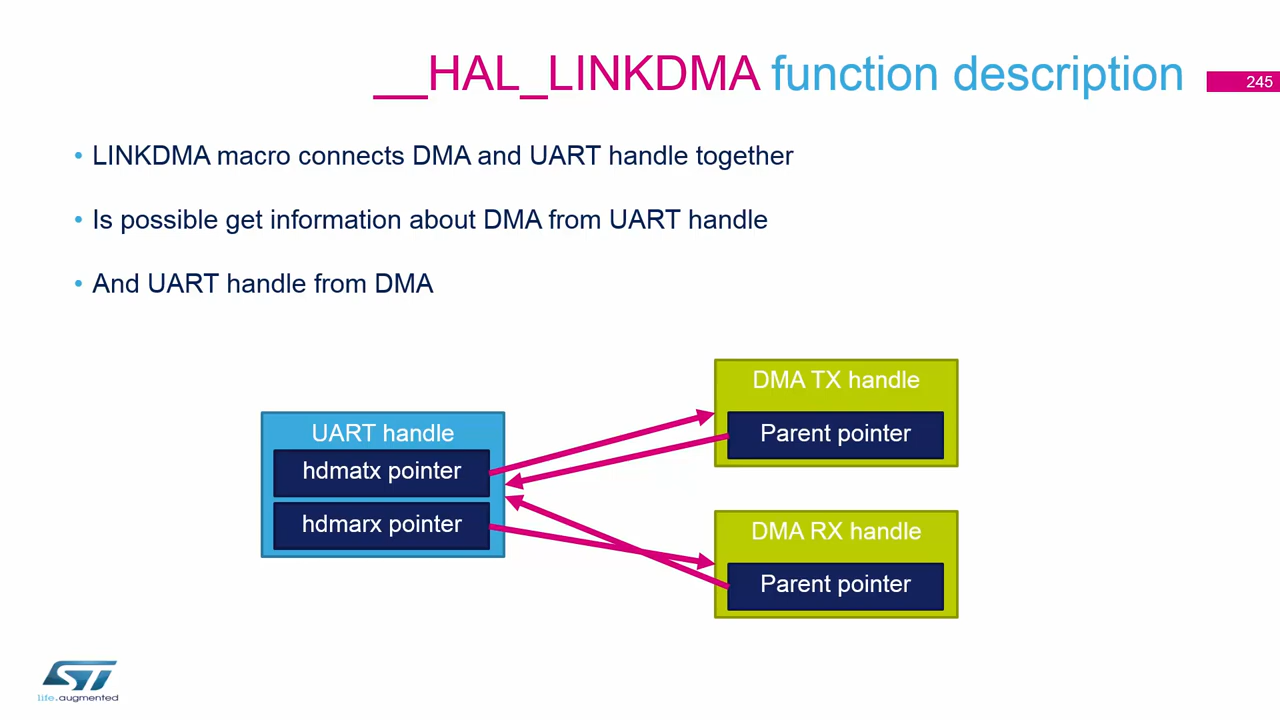 __HAL_LINKDMA function description
245
• LINKDMA macro connects DMA and UART handle together
• Is possible get information about DMA from UART handle
• And UART handle from DMA
UART handle
hdmatx pointer
hdmarx pointer
DMA TX handle
Parent pointer
DMA RX handle
Parent pointer
ST
life.augmented